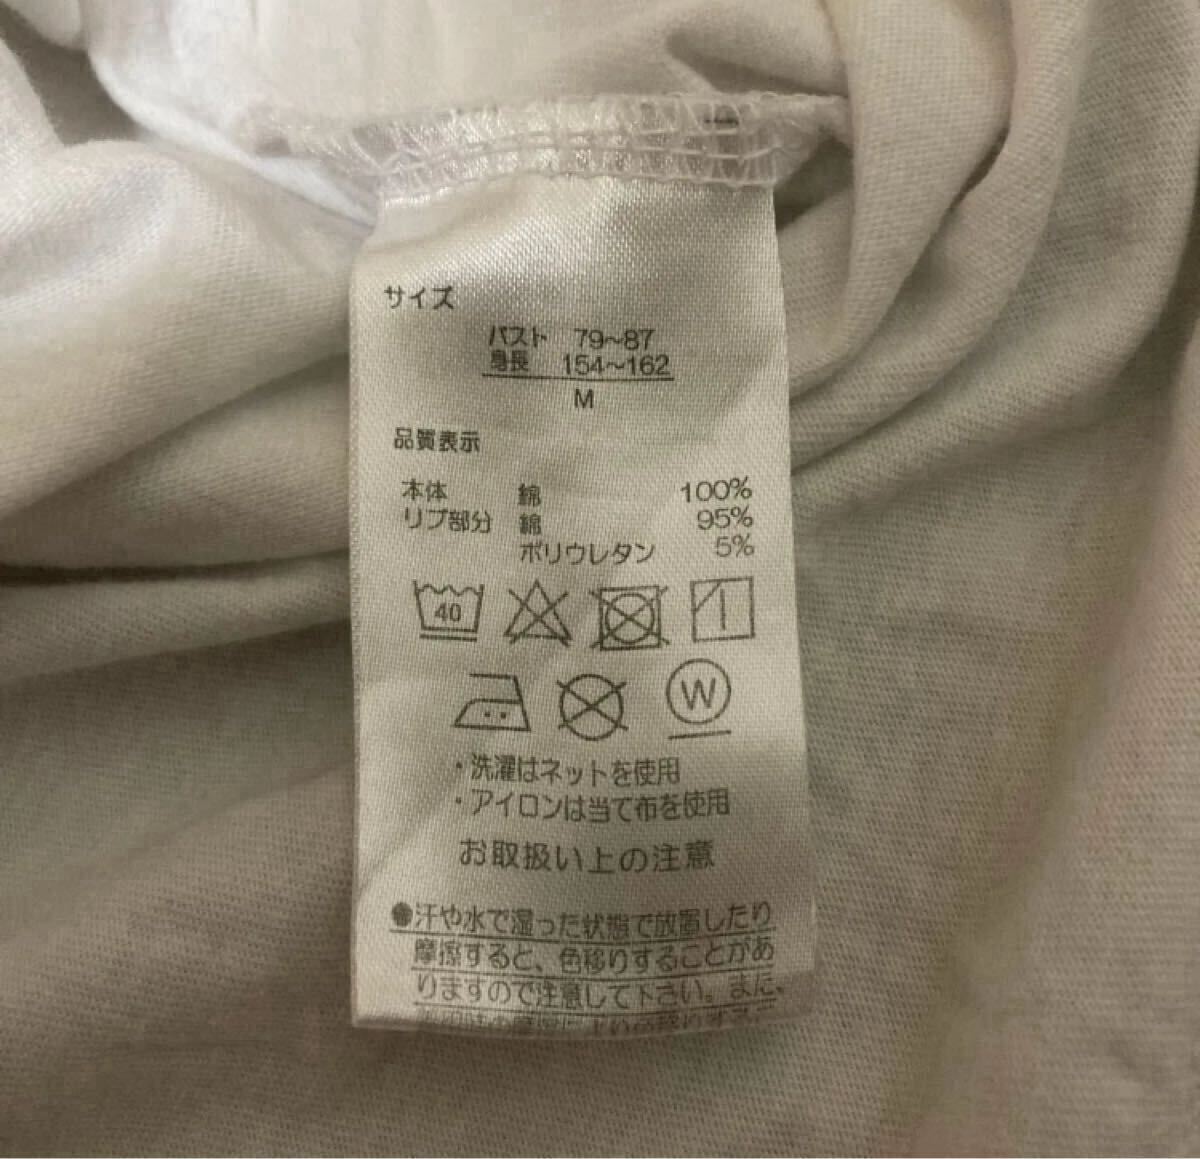 サイズ
バスト 79〜87
身長 154〜162
M
品質表示
本体 綿 100%
リブ部分 綿 95%
ポリウレタン 5%
40
W
・洗濯はネットを使用
・アイロンは当て布を使用
お取扱い上の注意
●汗や水で湿った状態で放置したり
摩擦すると、色移りすることがあ
りますので注意して下さい。また、